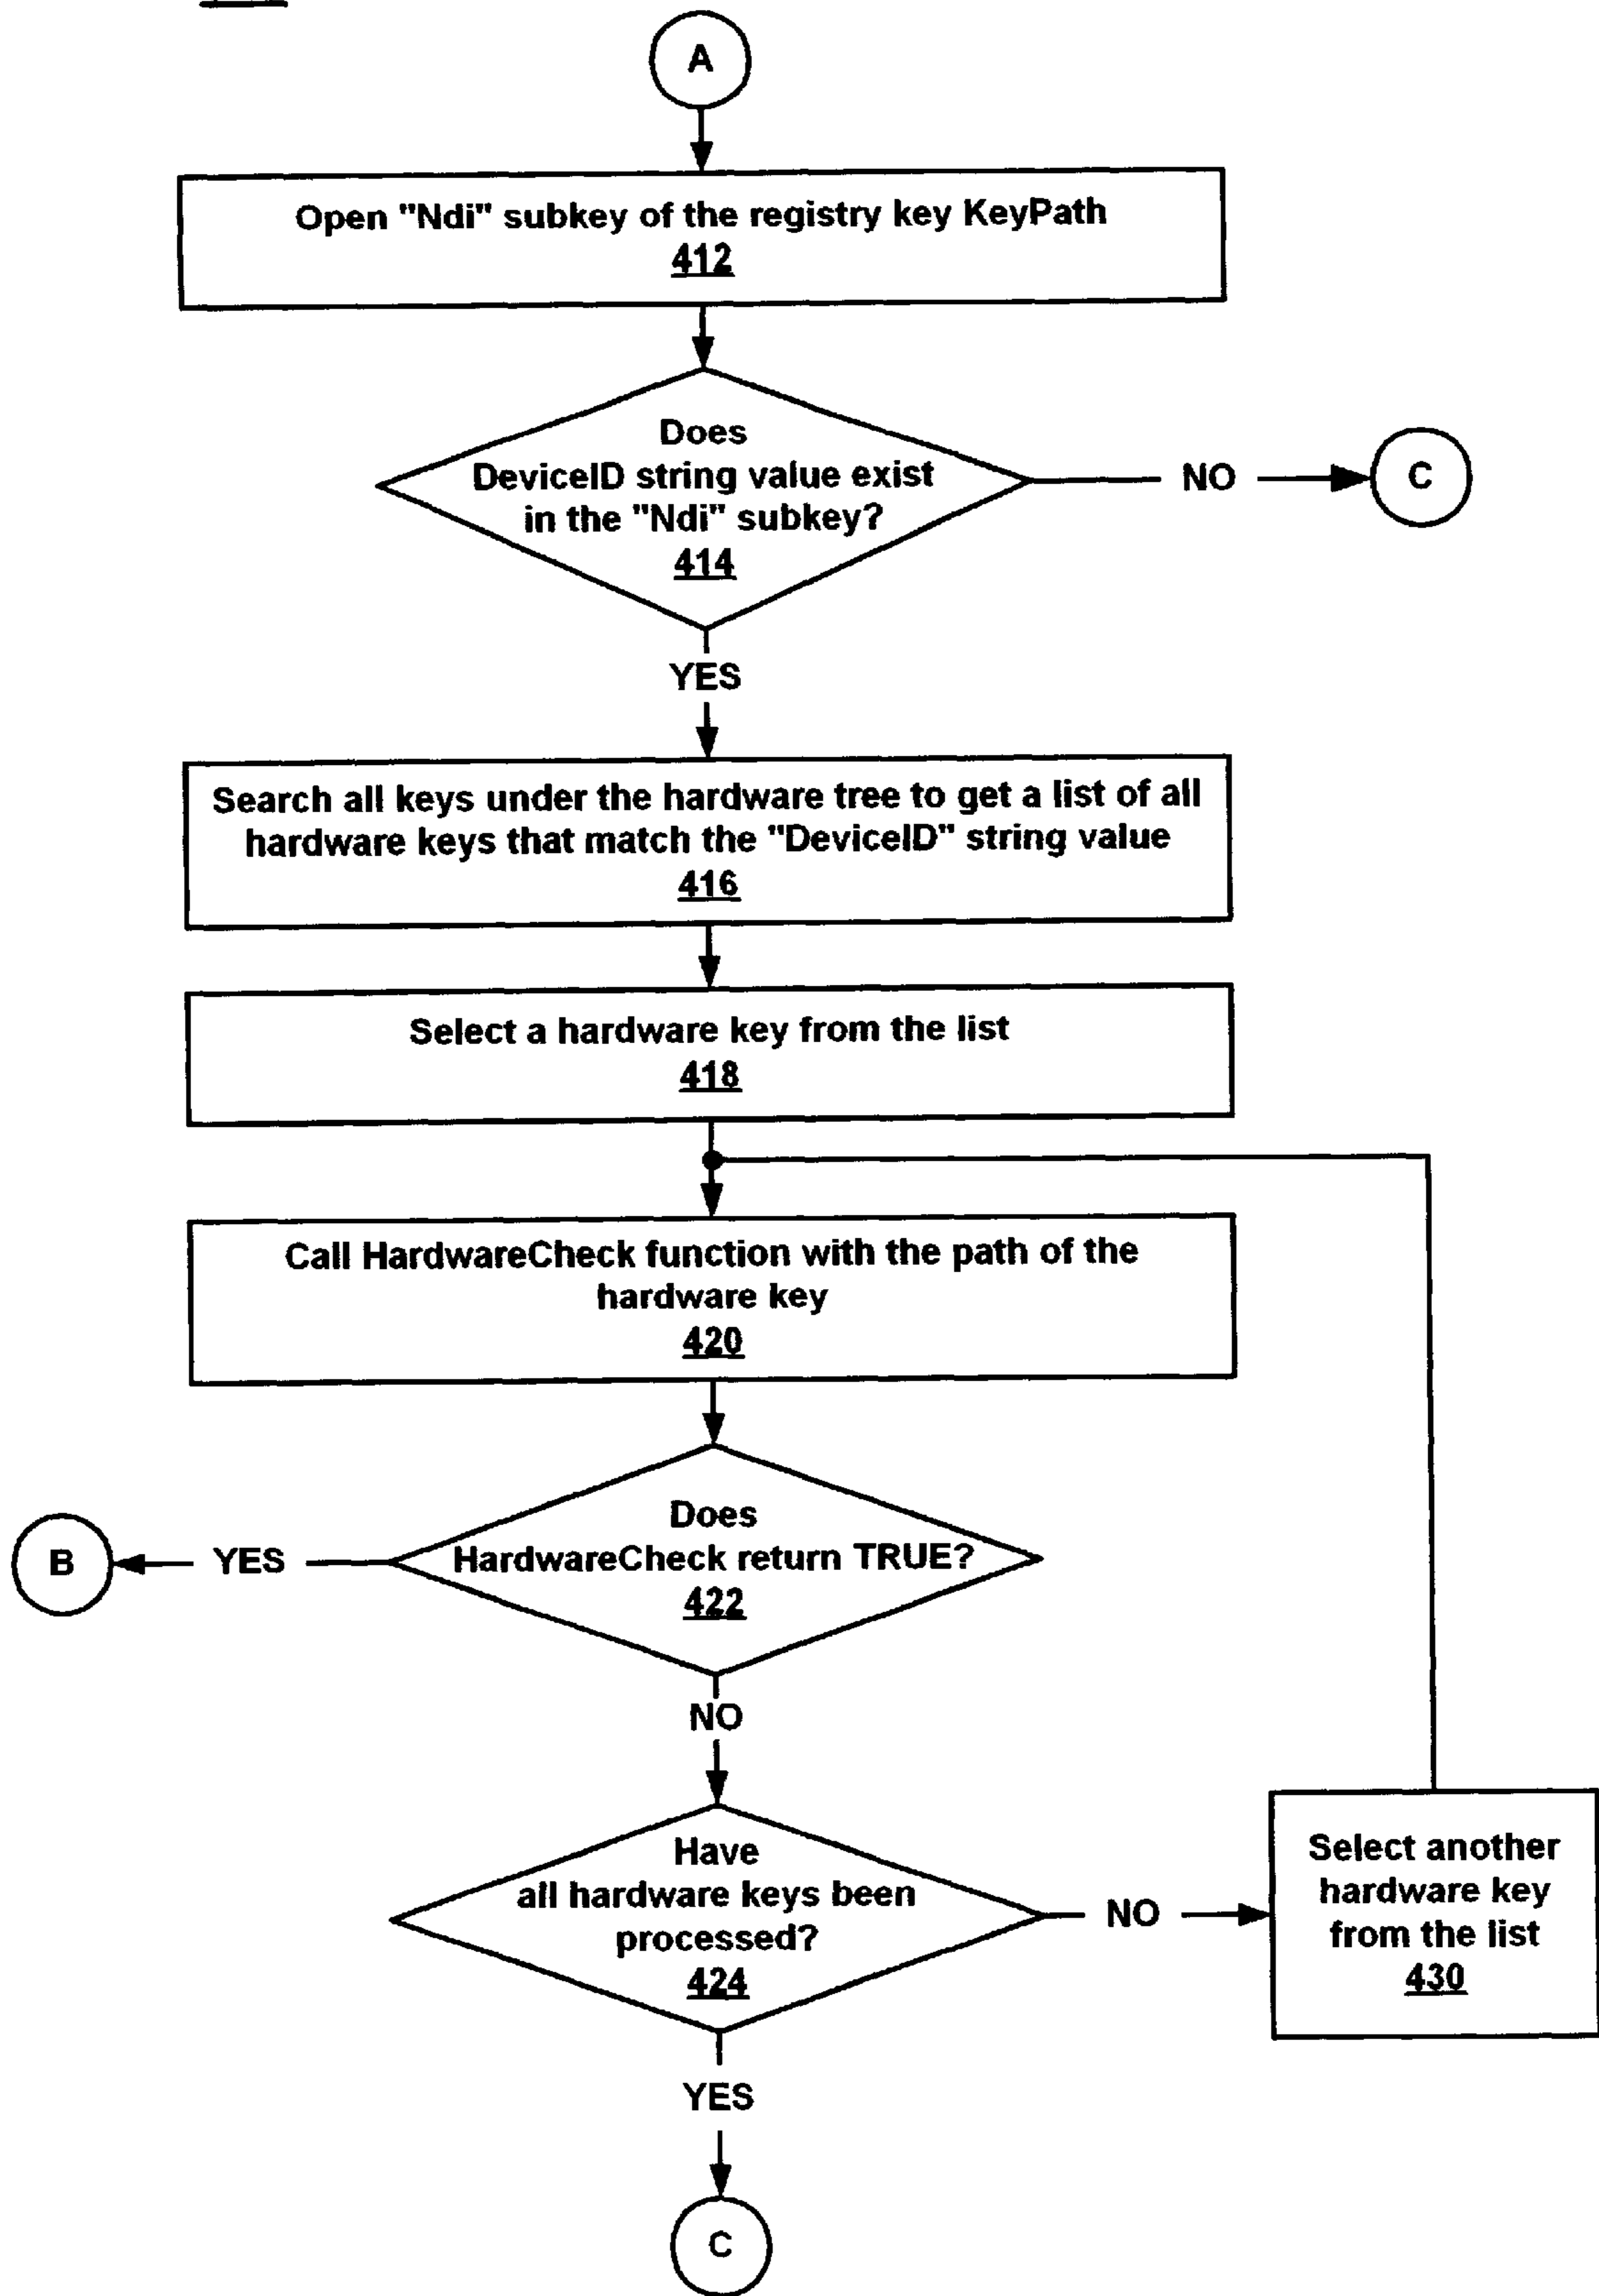 A
Open "Ndi" subkey of the registry key KeyPath
412
Does
DeviceID string value exist
in the "Ndi" subkey?
414
NO
C
YES
Search all keys under the hardware tree to get a list of all
hardware keys that match the "DeviceID" string value
416
Select a hardware key from the list
418
Call HardwareCheck function with the path of the
hardware key
420
Does
HardwareCheck return TRUE?
422
YES
B
NO
Have
all hardware keys been
processed?
424
NO
Select another
hardware key
from the list
430
YES
C